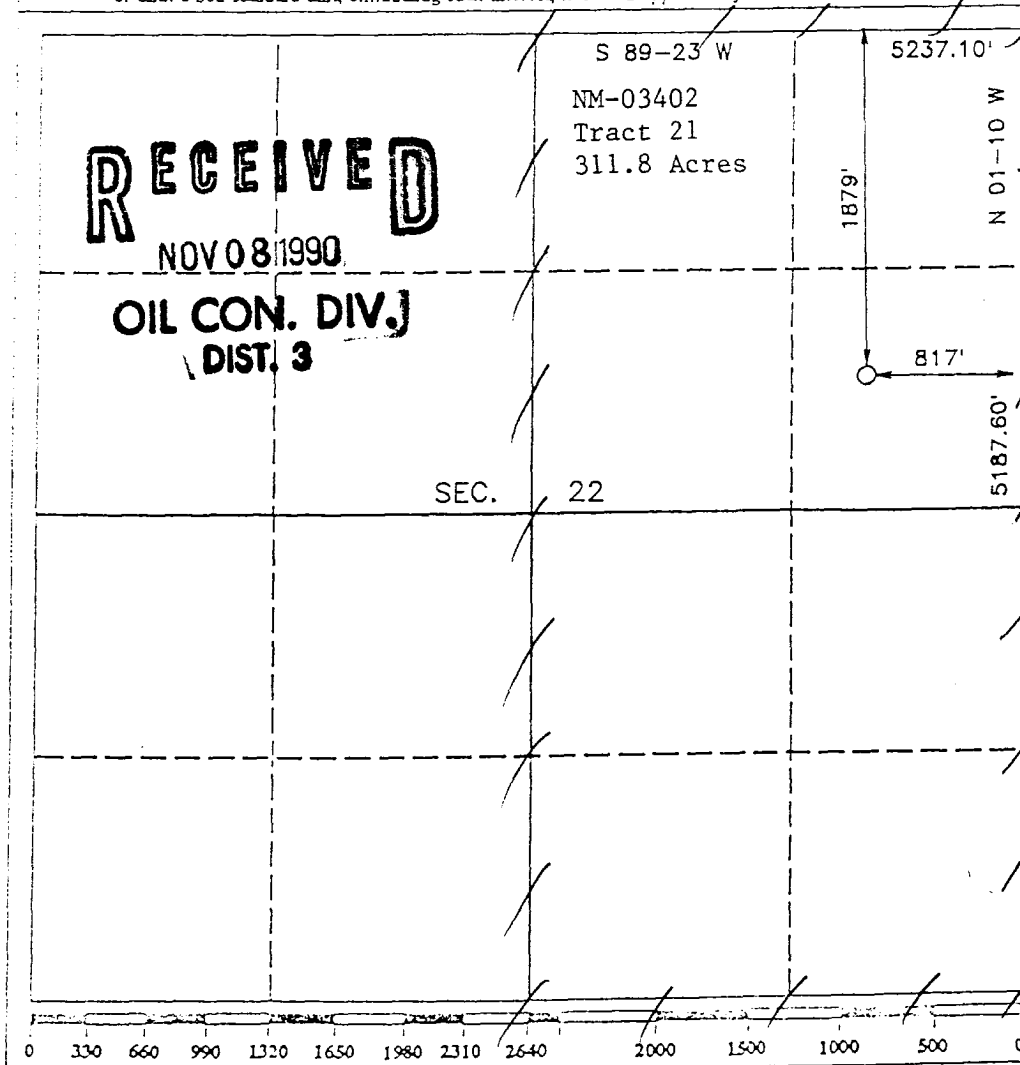 S 89-23 W 5237.10'
NM-03402
Tract 21
311.8 Acres
N 01-10 W
1879'
RECEIVED
NOV 08 1990
OIL CON. DIV.
DIST. 3
817'
5187.60'
SEC. 22
0 330 660 990 1320 1650 1980 2310 2640 2000 1500 1000 500 0